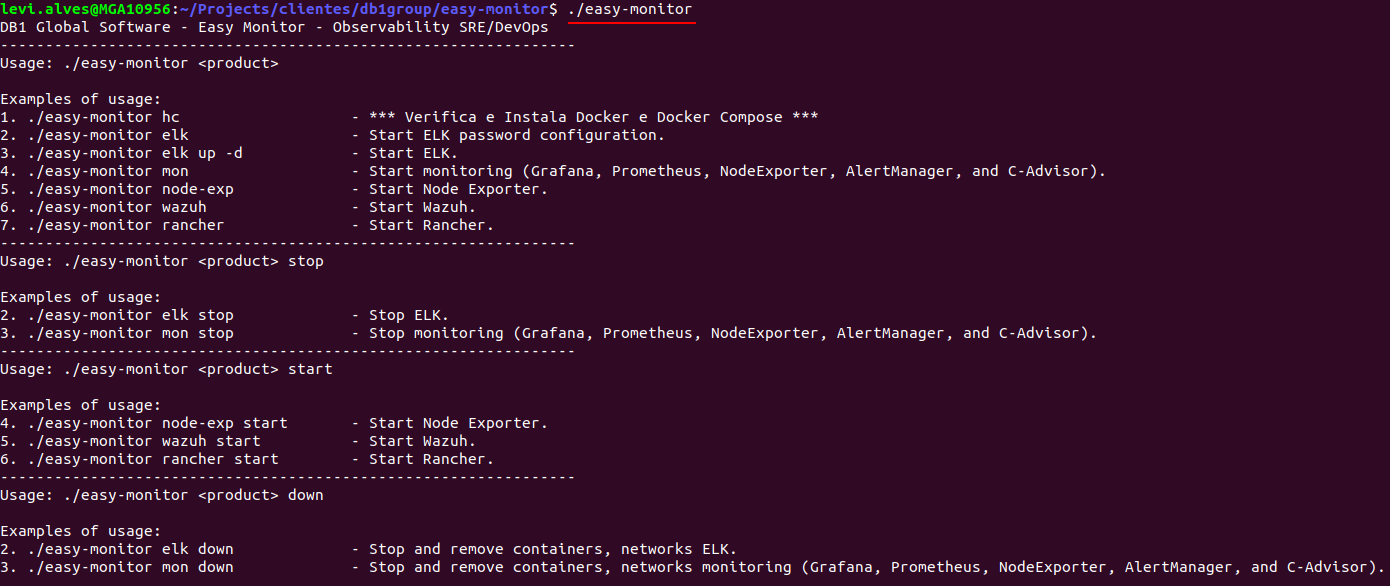 levi.alves@MGA10956:~/Projects/clientes/db1group/easy-monitor$ ./easy-monitor
DB1 Global Software - Easy Monitor - Observability SRE/DevOps
----------------------------------------------------------------
Usage: ./easy-monitor <product>

Examples of usage:
1. ./easy-monitor hc                   - *** Verifica e Instala Docker e Docker Compose ***
2. ./easy-monitor elk                  - Start ELK password configuration.
3. ./easy-monitor elk up -d            - Start ELK.
4. ./easy-monitor mon                  - Start monitoring (Grafana, Prometheus, NodeExporter, AlertManager, and C-Advisor).
5. ./easy-monitor node-exp             - Start Node Exporter.
6. ./easy-monitor wazuh                - Start Wazuh.
7. ./easy-monitor rancher              - Start Rancher.
----------------------------------------------------------------
Usage: ./easy-monitor <product> stop

Examples of usage:
2. ./easy-monitor elk stop             - Stop ELK.
3. ./easy-monitor mon stop             - Stop monitoring (Grafana, Prometheus, NodeExporter, AlertManager, and C-Advisor).
----------------------------------------------------------------
Usage: ./easy-monitor <product> start

Examples of usage:
4. ./easy-monitor node-exp start       - Start Node Exporter.
5. ./easy-monitor wazuh start          - Start Wazuh.
6. ./easy-monitor rancher start        - Start Rancher.
----------------------------------------------------------------
Usage: ./easy-monitor <product> down

Examples of usage:
2. ./easy-monitor elk down             - Stop and remove containers, networks ELK.
3. ./easy-monitor mon down             - Stop and remove containers, networks monitoring (Grafana, Prometheus, NodeExporter, AlertManager, and C-Advisor).